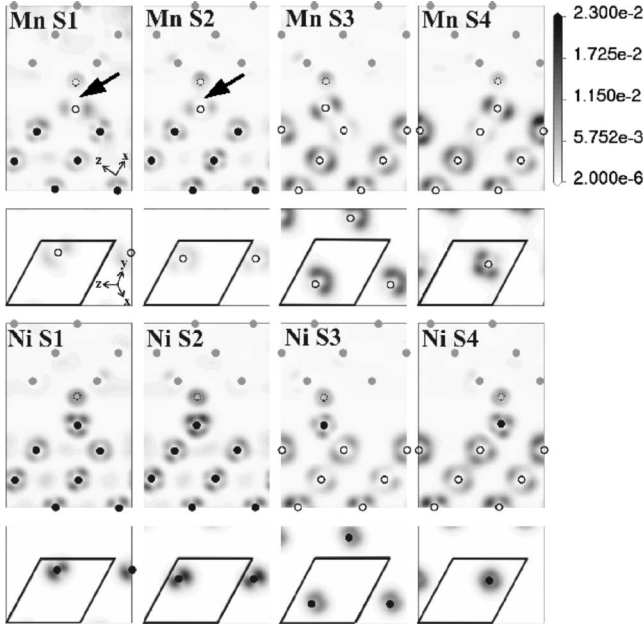 Mn S1 Mn S2 Mn S3 Mn S4
2.300e-2
1.725e-2
1.150e-2
5.752e-3
2.000e-6
z x
y
z
x
Ni S1 Ni S2 Ni S3 Ni S4